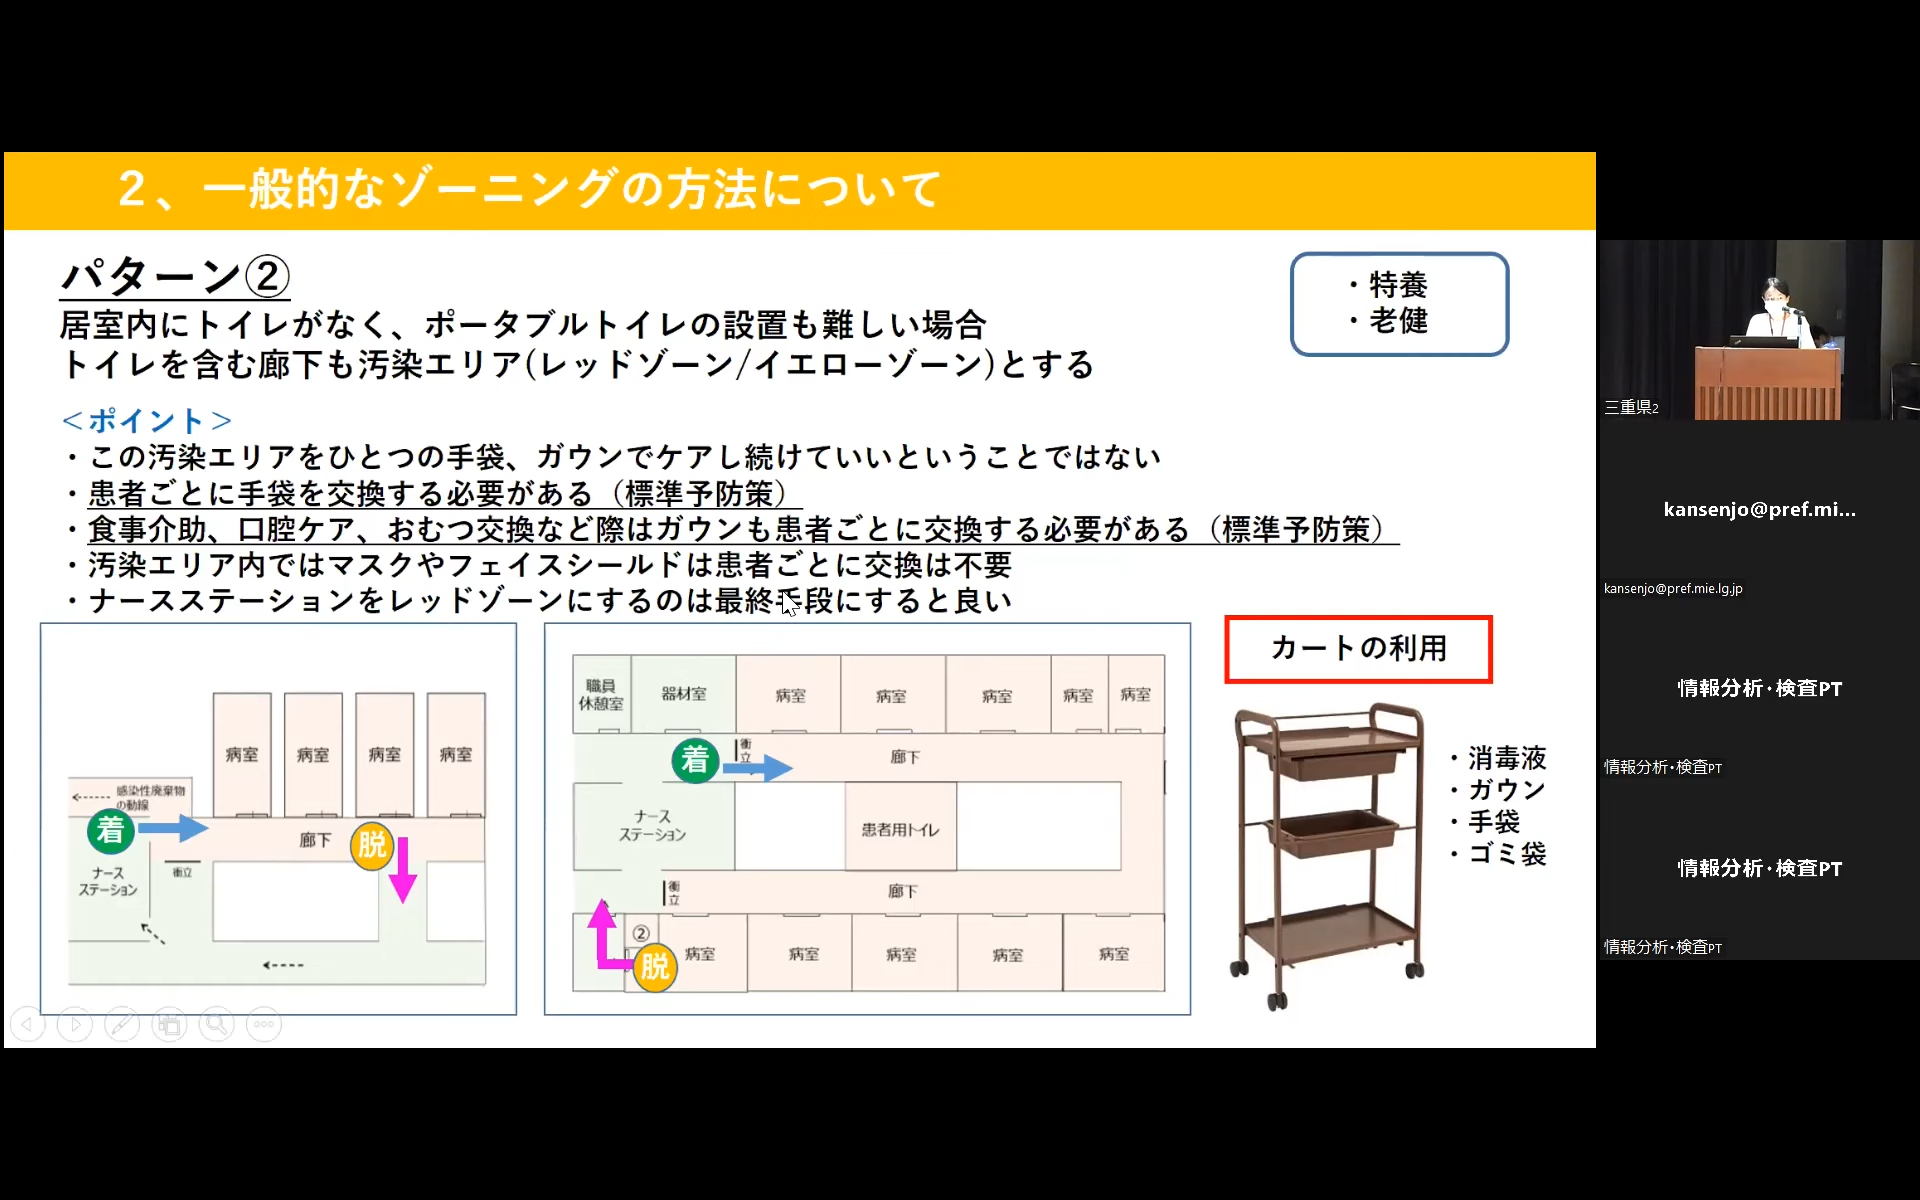 ２、一般的なゾーニングの方法について
パターン②
居室内にトイレがなく、ポータブルトイレの設置も難しい場合
トイレを含む廊下も汚染エリア(レッドゾーン/イエローゾーン)とする
・特養
・老健
＜ポイント＞
・この汚染エリアをひとつの手袋、ガウンでケアし続けていいということではない
・患者ごとに手袋を交換する必要がある（標準予防策）
・食事介助、口腔ケア、おむつ交換など際はガウンも患者ごとに交換する必要がある（標準予防策）
・汚染エリア内ではマスクやフェイスシールドは患者ごとに交換は不要
・ナースステーションをレッドゾーンにするのは最終手段にすると良い
病室
病室
病室
病室
感染性廃棄物
の動線
着
廊下
脱
ナース
ステーション
衝立
職員
休憩室
器材室
病室
病室
病室
病室
病室
着
衝
立
廊下
ナース
ステーション
患者用トイレ
衝
立
廊下
②
脱
病室
病室
病室
病室
病室
カートの利用
・消毒液
・ガウン
・手袋
・ゴミ袋
三重県2
kansenjo@pref.mi...
kansenjo@pref.mie.lg.jp
情報分析・検査PT
情報分析・検査PT
情報分析・検査PT
情報分析・検査PT